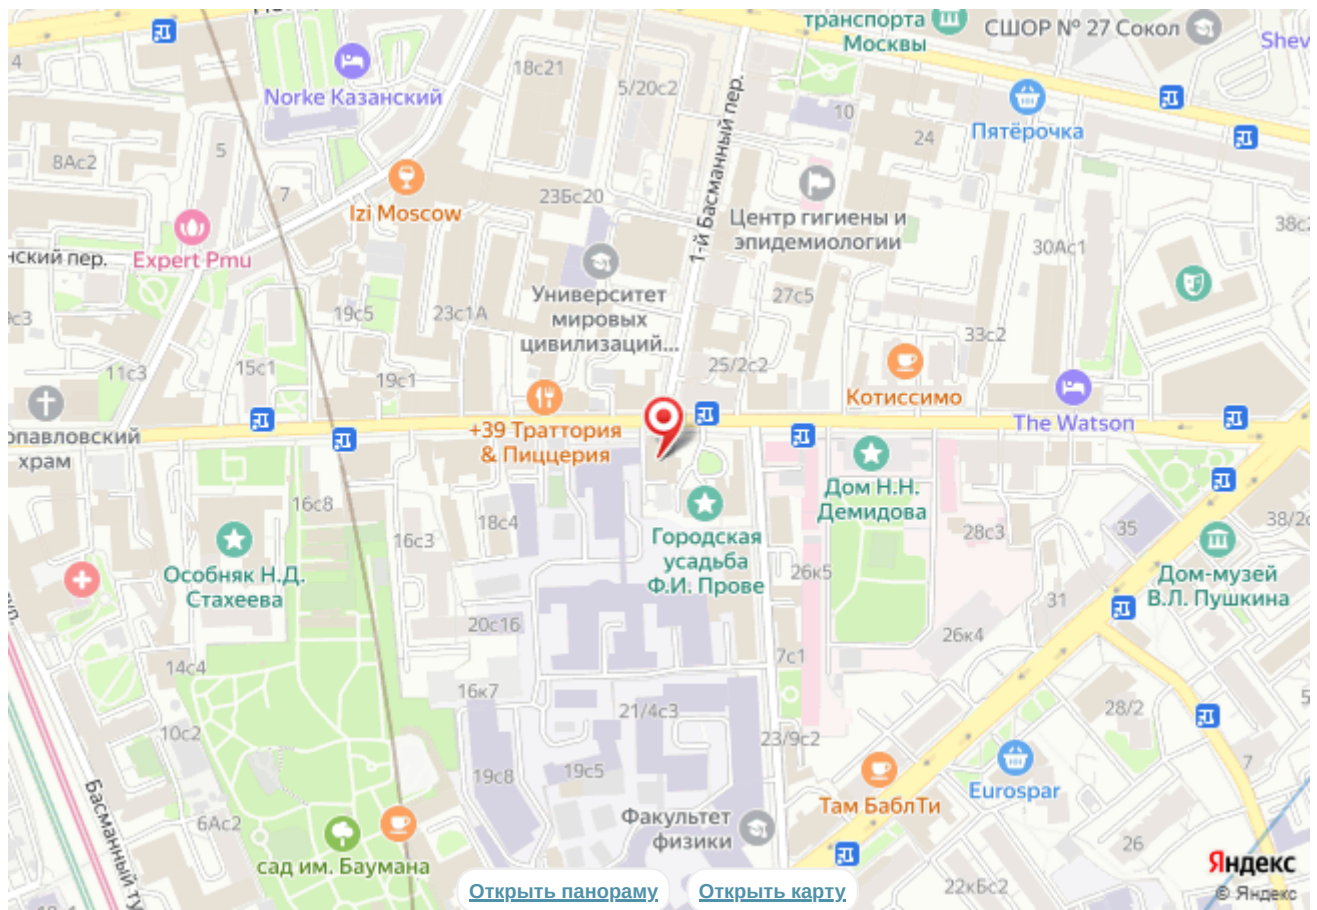 транспорта
Москвы
СШОР № 27 Сокол
Shev
4
Norke Казанский
18с21
5/20с2
10
24
Пятёрочка
8Ас2
5
7
Izi Moscow
23Бс20
1-й Басманный пер.
Центр гигиены и
эпидемиологии
30Ас1
38с2
нский пер.
Expert Pmu
19с5
23с1А
Университет
мировых
цивилизаций...
27с5
33с2
11с3
15с1
19с1
25/2с2
Котиссимо
The Watson
опавловский
храм
+39 Траттория
& Пиццерия
16с8
18с4
16с3
Дом Н.Н.
Демидова
28с3
35
38/2с
Особняк Н.Д.
Стахеева
Городская
усадьба
Ф.И. Прове
26к5
Дом-музей
В.Л. Пушкина
31
20с16
26к4
14с4
7с1
16к7
21/4с3
28/2
5
10с2
23/9с2
7
19с8
19с5
Eurospar
Там БаблТи
Басманный ту
6Ас2
Факультет
физики
сад им. Баумана
26
22кБс2
Яндекс
© Яндекс
Открыть панораму
Открыть карту